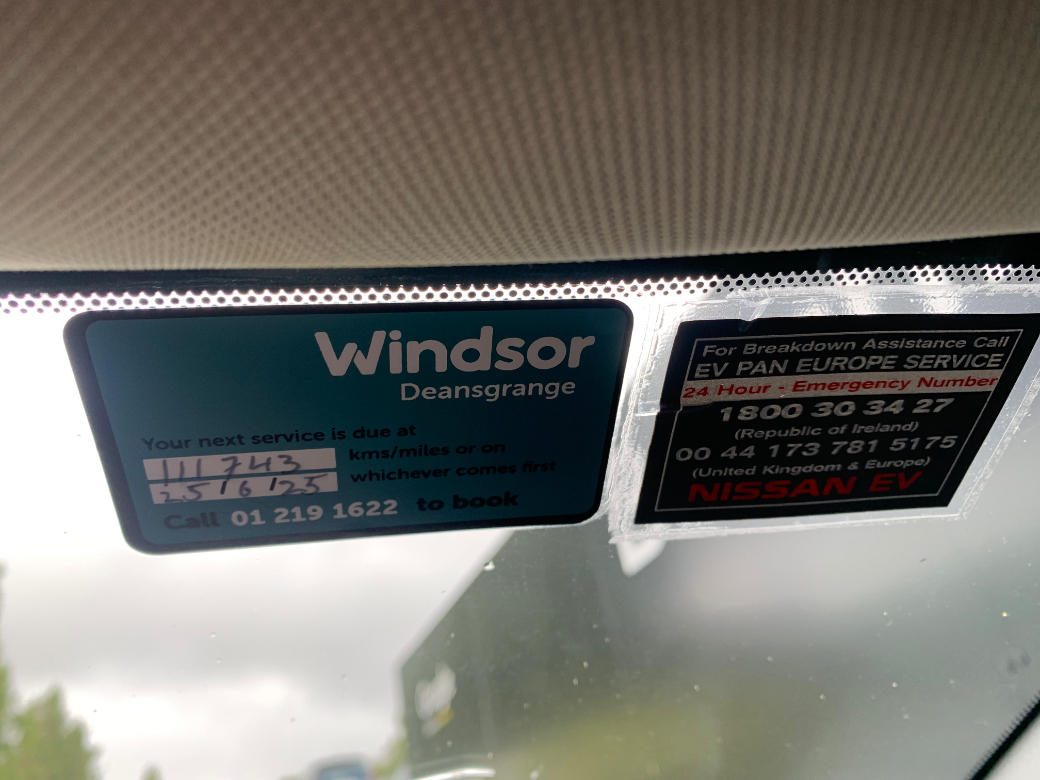 Windsor
Deansgrange
Your next service is due at
111 743 kms/miles or on
25/6/25 whichever comes first
Call 01 219 1622 to book
For Breakdown Assistance Call
EV PAN EUROPE SERVICE
24 Hour - Emergency Number
1800 30 34 27
(Republic of Ireland)
00 44 173 781 5175
(United Kingdom & Europe)
NISSAN EV